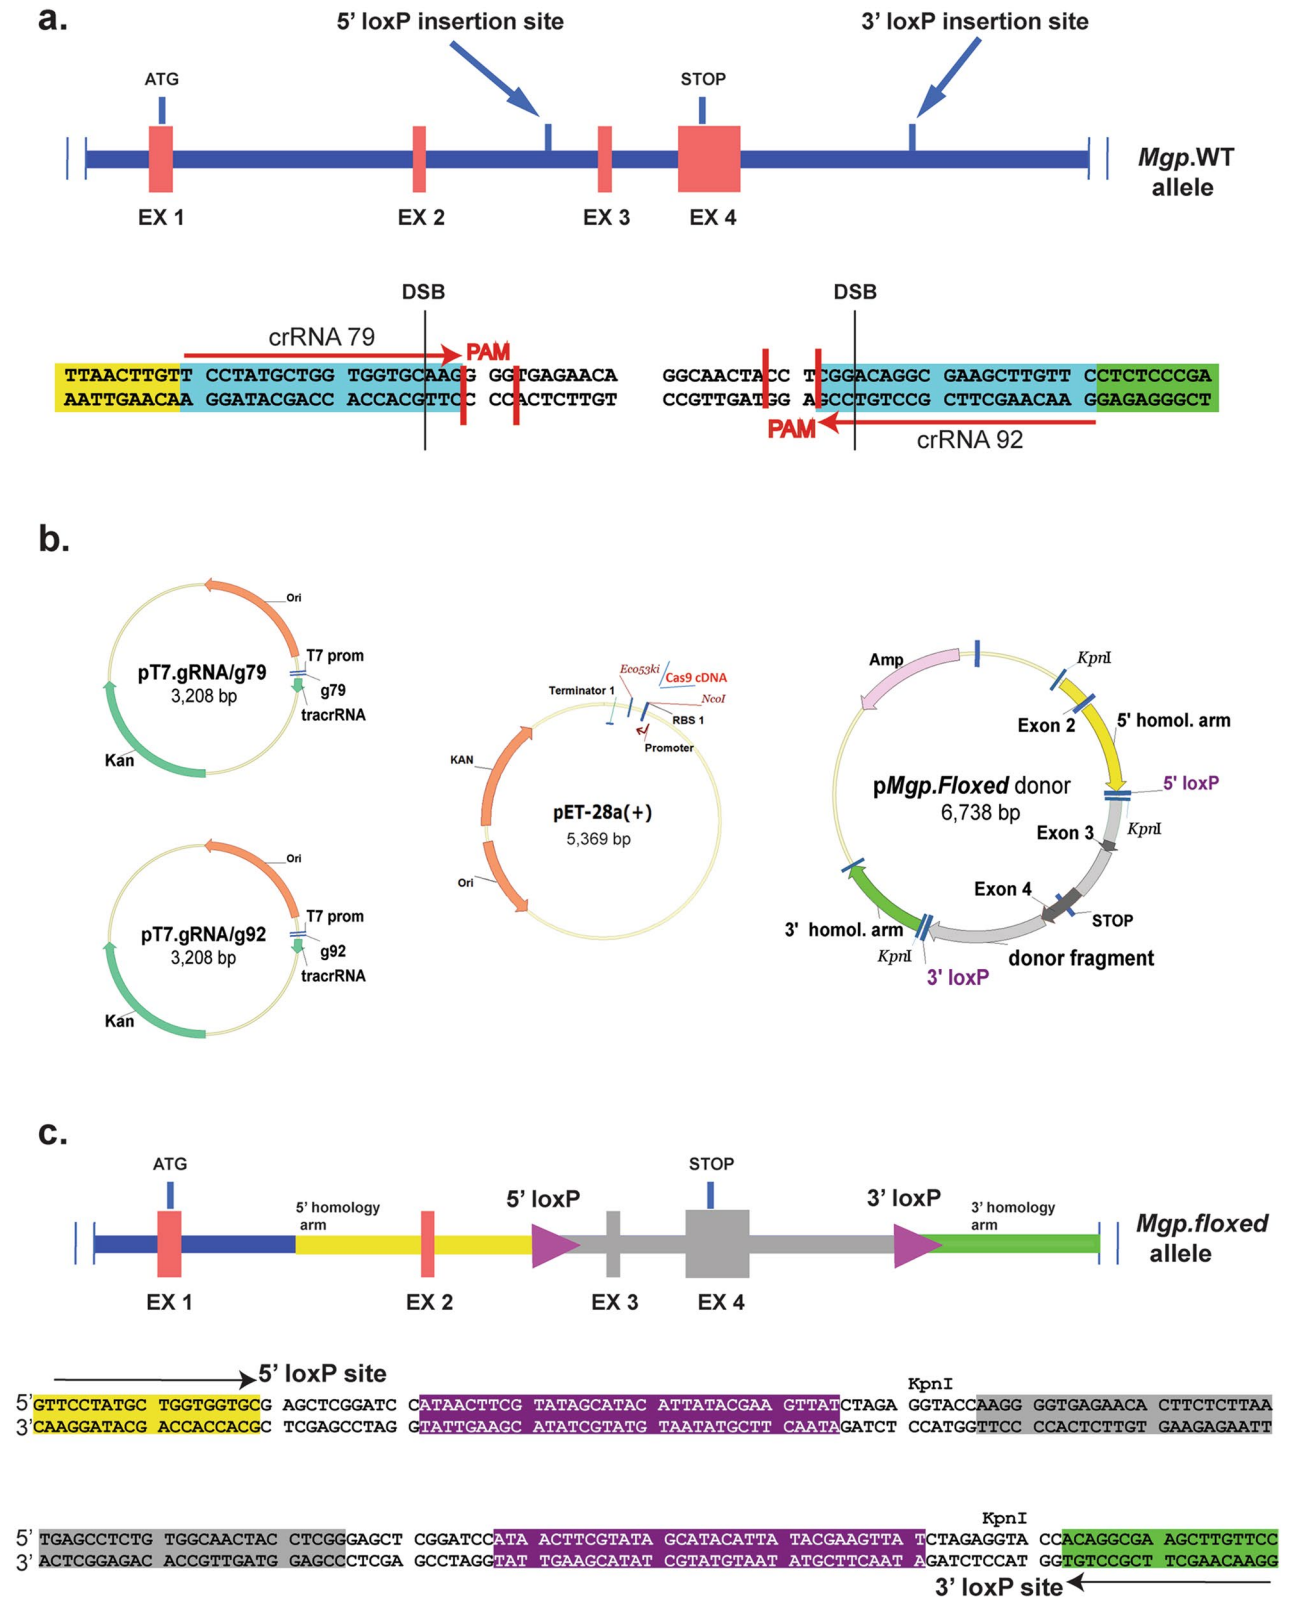 a.
5’ loxP insertion site
3’ loxP insertion site
ATG
STOP
Mgp.WT
allele
EX 1
EX 2
EX 3
EX 4
DSB
DSB
crRNA 79
PAM
TTAACTTGTT CCTATGCTGG TGGTGCAAGG GGTGAGAACA
AATTGAACAA GGATACGACC ACCACGTTCC CCACTCTTGT
GGCAACTACC TCGGACAGGC GAAGCTTGTT CCTCTCCCGA
CCGTTGATGG AGCCTGTCCG CTTCGAACAA GGAGAGGGCT
PAM
crRNA 92
b.
Ori
T7 prom
pT7.gRNA/g79
3,208 bp
g79
tracrRNA
Kan
Ori
T7 prom
pT7.gRNA/g92
3,208 bp
g92
tracrRNA
Kan
Eco53ki
Cas9 cDNA
Terminator 1
NcoI
RBS 1
Promoter
KAN
pET-28a(+)
5,369 bp
Ori
Amp
KpnI
Exon 2
5' homol. arm
pMgp.Floxed donor
6,738 bp
5' loxP
KpnI
Exon 3
Exon 4
STOP
3' homol. arm
KpnI
donor fragment
3' loxP
c.
ATG
STOP
5’ homology
arm
5’ loxP
3’ loxP
3’ homology
arm
Mgp.floxed
allele
EX 1
EX 2
EX 3
EX 4
5’ loxP site
KpnI
5’GTTCCTATGC TGGTGGTGCG AGCTCGGATC CATAACTTCG TATAGCATAC ATTATACGAA GTTATCTAGA GGTACCAAGG GGTGAGAACA CTTCTCTTAA
3’CAAGGATACG ACCACCACGC TCGAGCCTAG GTATTGAAGC ATATCGTATG TAATATGCTT CAATAGATCT CCATGGTTCC CCACTCTTGT GAAGAGAATT
KpnI
5’ TGAGCCTCTG TGGCAACTAC CTCGGGAGCT CGGATCCATA ACTTCGTATA GCATACATTA TACGAAGTTA TCTAGAGGTA CCACAGGCGA AGCTTGTTCC
3’ ACTCGGAGAC ACCGTTGATG GAGCCCTCGA GCCTAGGTAT TGAAGCATAT CGTATGTAAT ATGCTTCAAT AGATCTCCAT GGTGTCCGCT TCGAACAAGG
3’ loxP site